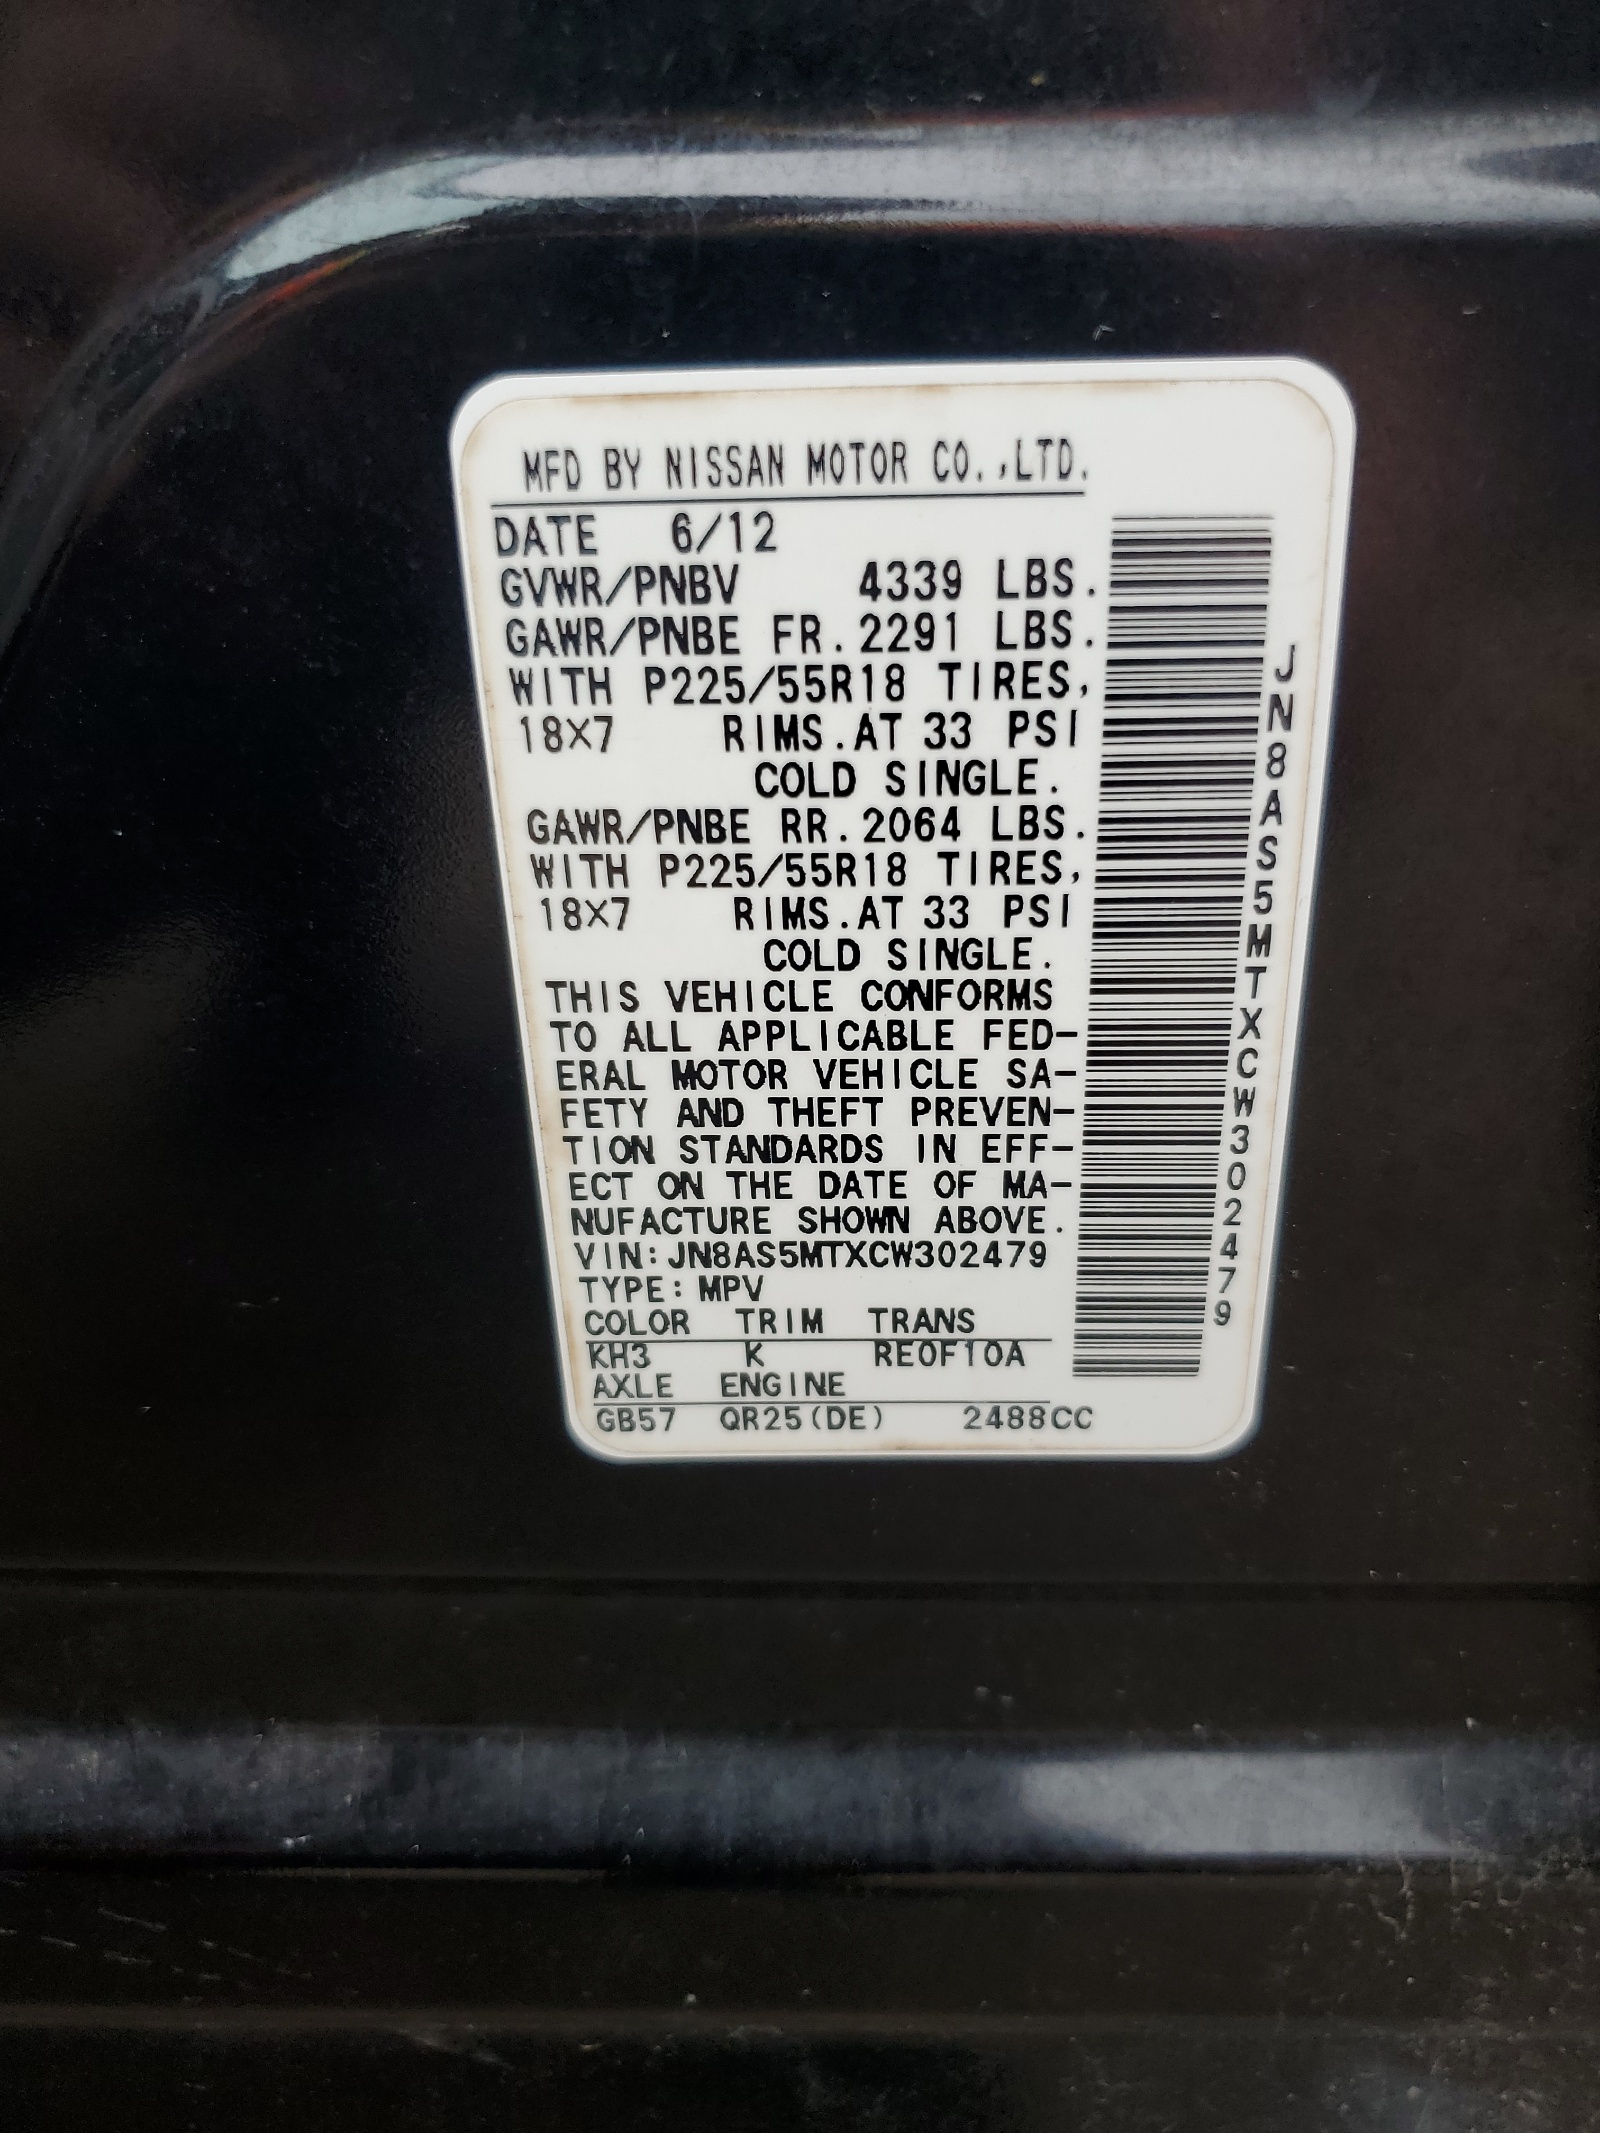 MFD BY NISSAN MOTOR CO.,LTD.
DATE 6/12
GVWR/PNBV 4339 LBS.
GAWR/PNBE FR.2291 LBS.
WITH P225/55R18 TIRES,
18X7 RIMS.AT 33 PSI
COLD SINGLE.
GAWR/PNBE RR.2064 LBS.
WITH P225/55R18 TIRES,
18X7 RIMS.AT 33 PSI
COLD SINGLE.
THIS VEHICLE CONFORMS
TO ALL APPLICABLE FED-
ERAL MOTOR VEHICLE SA-
FETY AND THEFT PREVEN-
TION STANDARDS IN EFF-
ECT ON THE DATE OF MA-
NUFACTURE SHOWN ABOVE.
VIN:JN8AS5MTXCW302479
TYPE:MPV
COLOR TRIM TRANS
KH3 K RE0F10A
AXLE ENGINE
GB57 QR25(DE) 2488CC
JN8AS5MTXCW302479